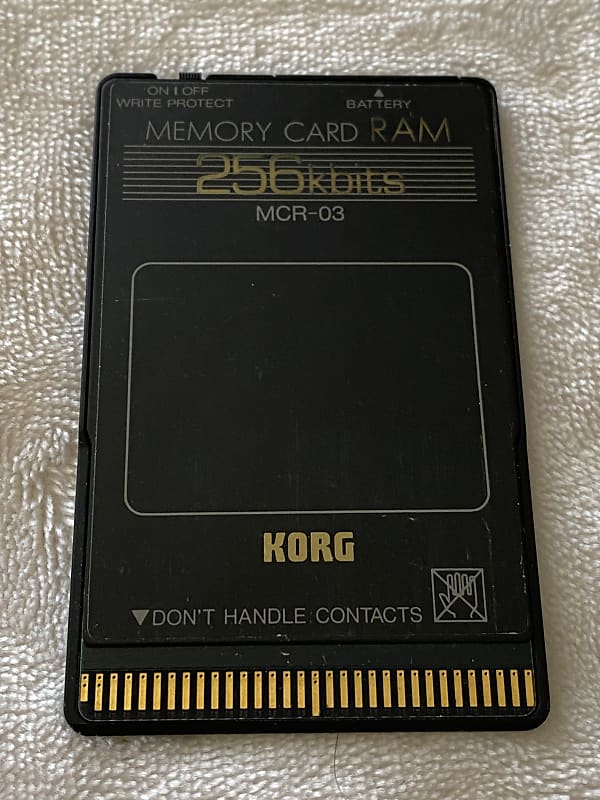 ON OFF
WRITE PROTECT
▲
BATTERY
MEMORY CARD RAM
256kbits
MCR-03
KORG
▼DON'T HANDLE CONTACTS